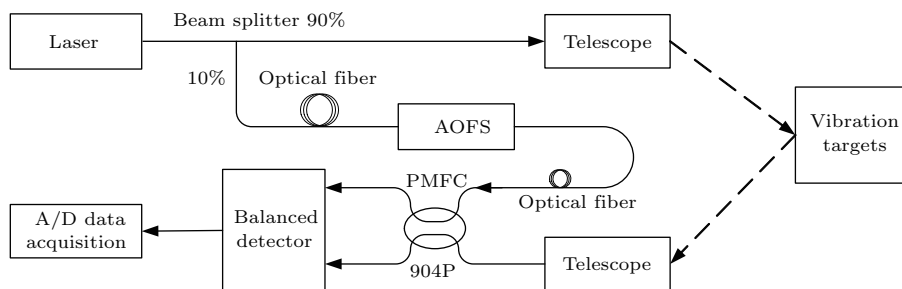 Beam splitter 90%
Laser
Telescope
10%
Optical fiber
AOFS
Vibration
targets
PMFC
Optical fiber
A/D data
acquisition
Balanced
detector
904P
Telescope